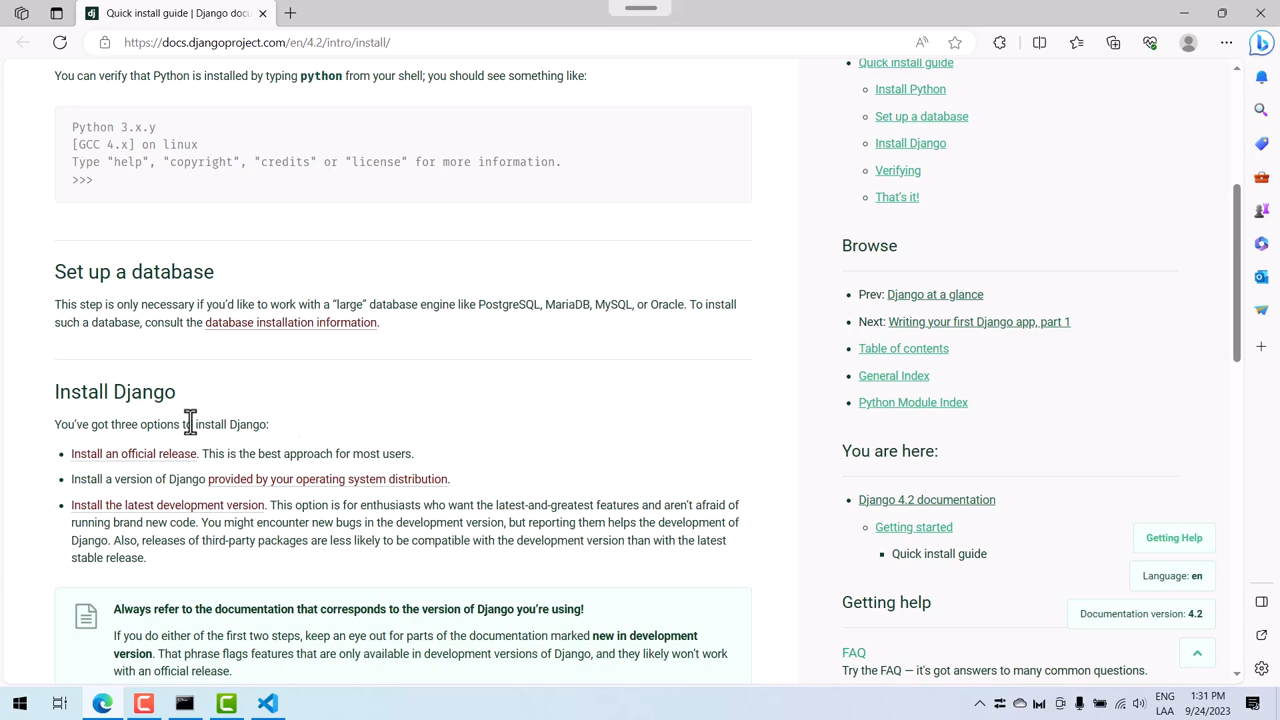 Quick install guide | Django docu
https://docs.djangoproject.com/en/4.2/intro/install/
You can verify that Python is installed by typing python from your shell; you should see something like:
Python 3.x.y
[GCC 4.x] on linux
Type "help", "copyright", "credits" or "license" for more information.
>>>
Set up a database
This step is only necessary if you'd like to work with a “large” database engine like PostgreSQL, MariaDB, MySQL, or Oracle. To install
such a database, consult the database installation information.
Install Django
You've got three options to install Django:
Install an official release. This is the best approach for most users.
Install a version of Django provided by your operating system distribution.
Install the latest development version. This option is for enthusiasts who want the latest-and-greatest features and aren't afraid of
running brand new code. You might encounter new bugs in the development version, but reporting them helps the development of
Django. Also, releases of third-party packages are less likely to be compatible with the development version than with the latest
stable release.
Always refer to the documentation that corresponds to the version of Django you're using!
If you do either of the first two steps, keep an eye out for parts of the documentation marked new in development
version. That phrase flags features that are only available in development versions of Django, and they likely won't work
with an official release.
Quick install guide
Install Python
Set up a database
Install Django
Verifying
That's it!
Browse
Prev: Django at a glance
Next: Writing your first Django app, part 1
Table of contents
General Index
Python Module Index
You are here:
Django 4.2 documentation
Getting started
Quick install guide
Getting Help
Language: en
Documentation version: 4.2
Getting help
FAQ
Try the FAQ — it's got answers to many common questions.
ENG
LAA
1:31 PM
9/24/2023